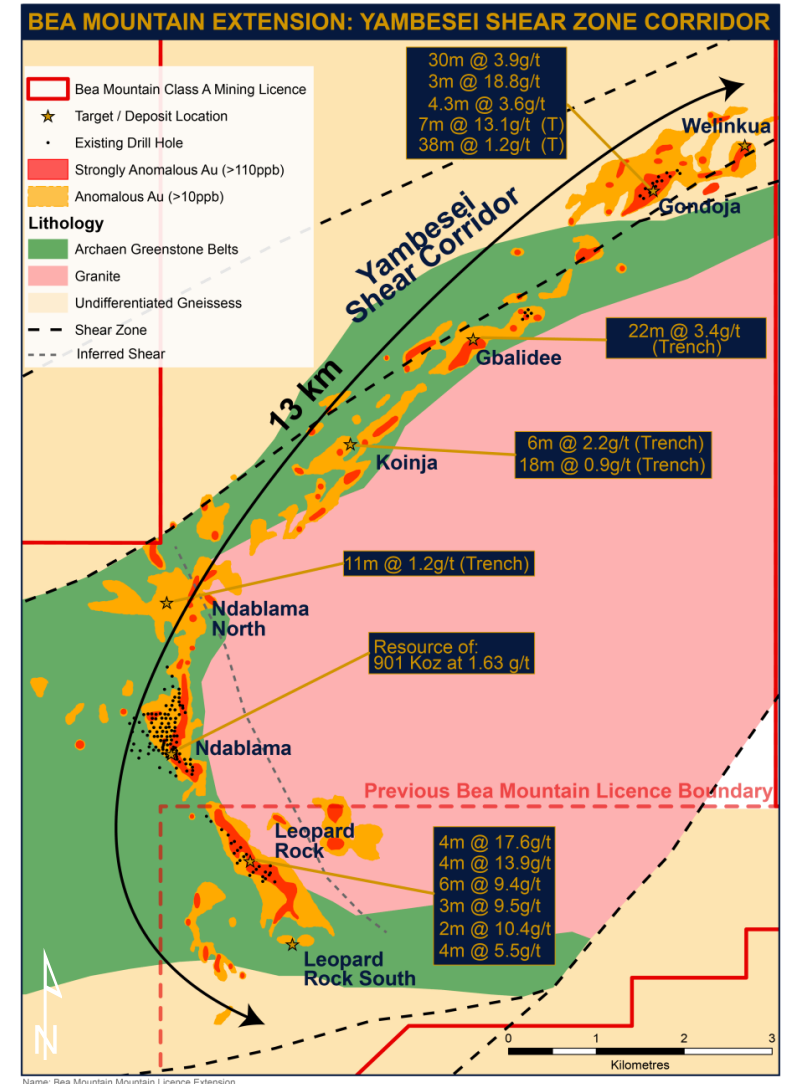 BEA MOUNTAIN EXTENSION: YAMBESEI SHEAR ZONE CORRIDOR
Bea Mountain Class A Mining Licence
Target / Deposit Location
Existing Drill Hole
Strongly Anomalous Au (>110ppb)
Anomalous Au (>10ppb)
Lithology
Archaen Greenstone Belts
Granite
Undifferentiated Gneissess
Shear Zone
Inferred Shear
30m @ 3.9g/t
3m @ 18.8g/t
4.3m @ 3.6g/t
7m @ 13.1g/t (T)
38m @ 1.2g/t (T)
Welinkua
Gondoja
Yambesei
Shear Corridor
13 km
22m @ 3.4g/t
(Trench)
Gbalidee
6m @ 2.2g/t (Trench)
18m @ 0.9g/t (Trench)
Koinja
11m @ 1.2g/t (Trench)
Ndablama
North
Resource of:
901 Koz at 1.63 g/t
Ndablama
Previous Bea Mountain Licence Boundary
Leopard
Rock
4m @ 17.6g/t
4m @ 13.9g/t
6m @ 9.4g/t
3m @ 9.5g/t
2m @ 10.4g/t
4m @ 5.5g/t
Leopard
Rock South
N
0 1 2 3
Kilometres
Name: Bea Mountain Mountain Licence Extension